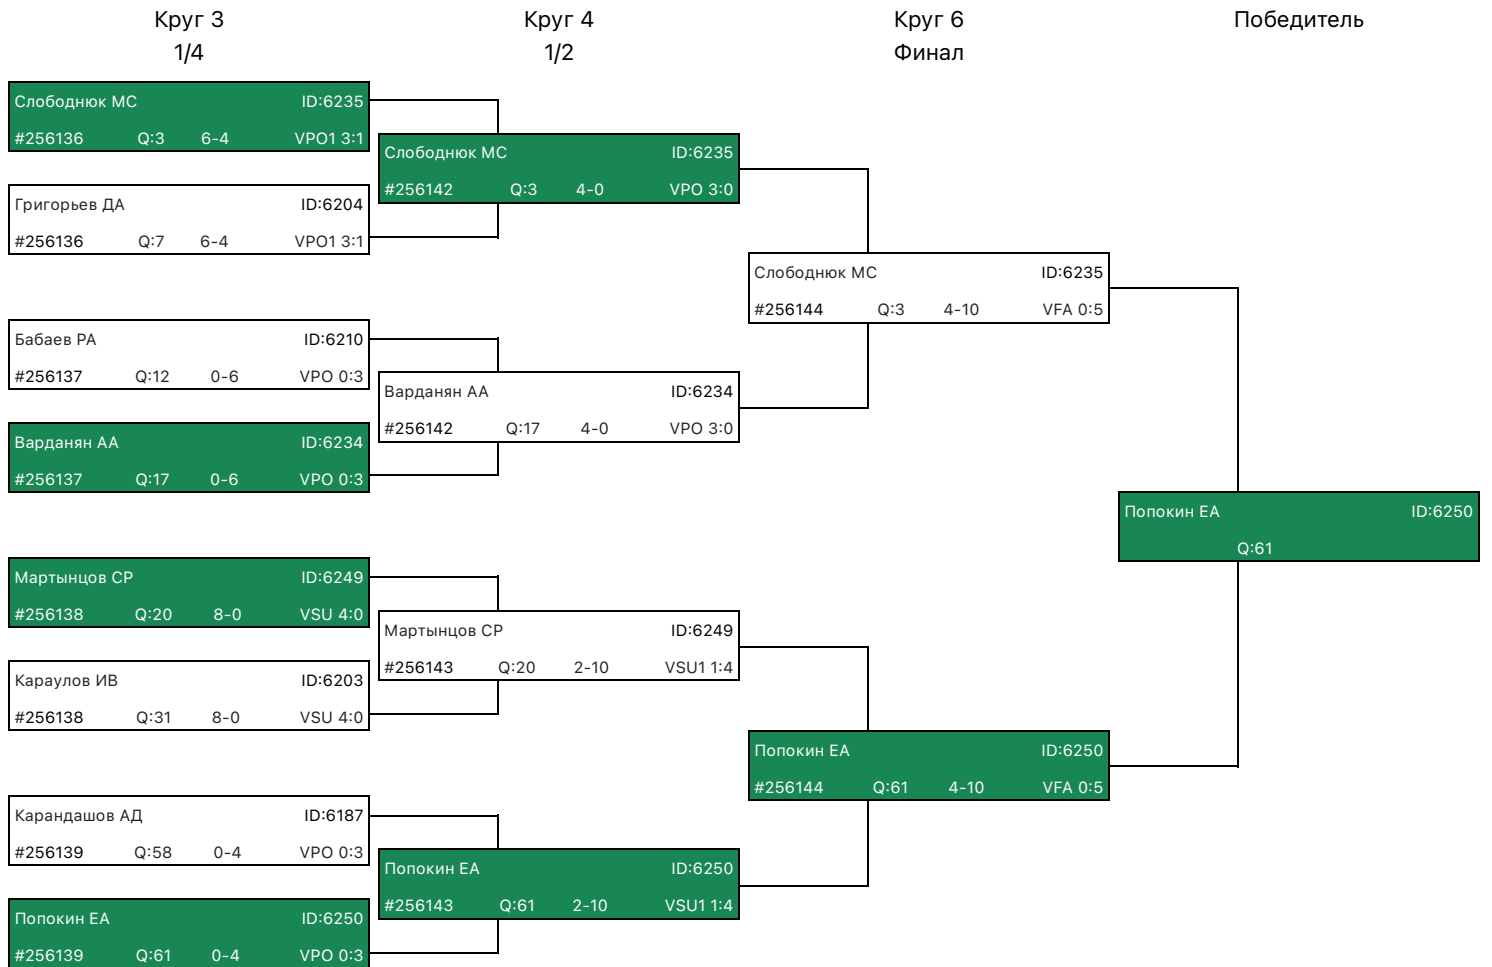 Круг 3
1/4
Круг 4
1/2
Круг 6
Финал
Победитель
Слободнюк МС ID:6235
#256136 Q:3 6-4 VPO1 3:1
Григорьев ДА ID:6204
#256136 Q:7 6-4 VPO1 3:1
Бабаев РА ID:6210
#256137 Q:12 0-6 VPO 0:3
Варданян АА ID:6234
#256137 Q:17 0-6 VPO 0:3
Мартынцов СР ID:6249
#256138 Q:20 8-0 VSU 4:0
Караулов ИВ ID:6203
#256138 Q:31 8-0 VSU 4:0
Карандашов АД ID:6187
#256139 Q:58 0-4 VPO 0:3
Попокин ЕА ID:6250
#256139 Q:61 0-4 VPO 0:3
Слободнюк МС ID:6235
#256142 Q:3 4-0 VPO 3:0
Варданян АА ID:6234
#256142 Q:17 4-0 VPO 3:0
Мартынцов СР ID:6249
#256143 Q:20 2-10 VSU1 1:4
Попокин ЕА ID:6250
#256143 Q:61 2-10 VSU1 1:4
Слободнюк МС ID:6235
#256144 Q:3 4-10 VFA 0:5
Попокин ЕА ID:6250
#256144 Q:61 4-10 VFA 0:5
Попокин ЕА ID:6250
Q:61